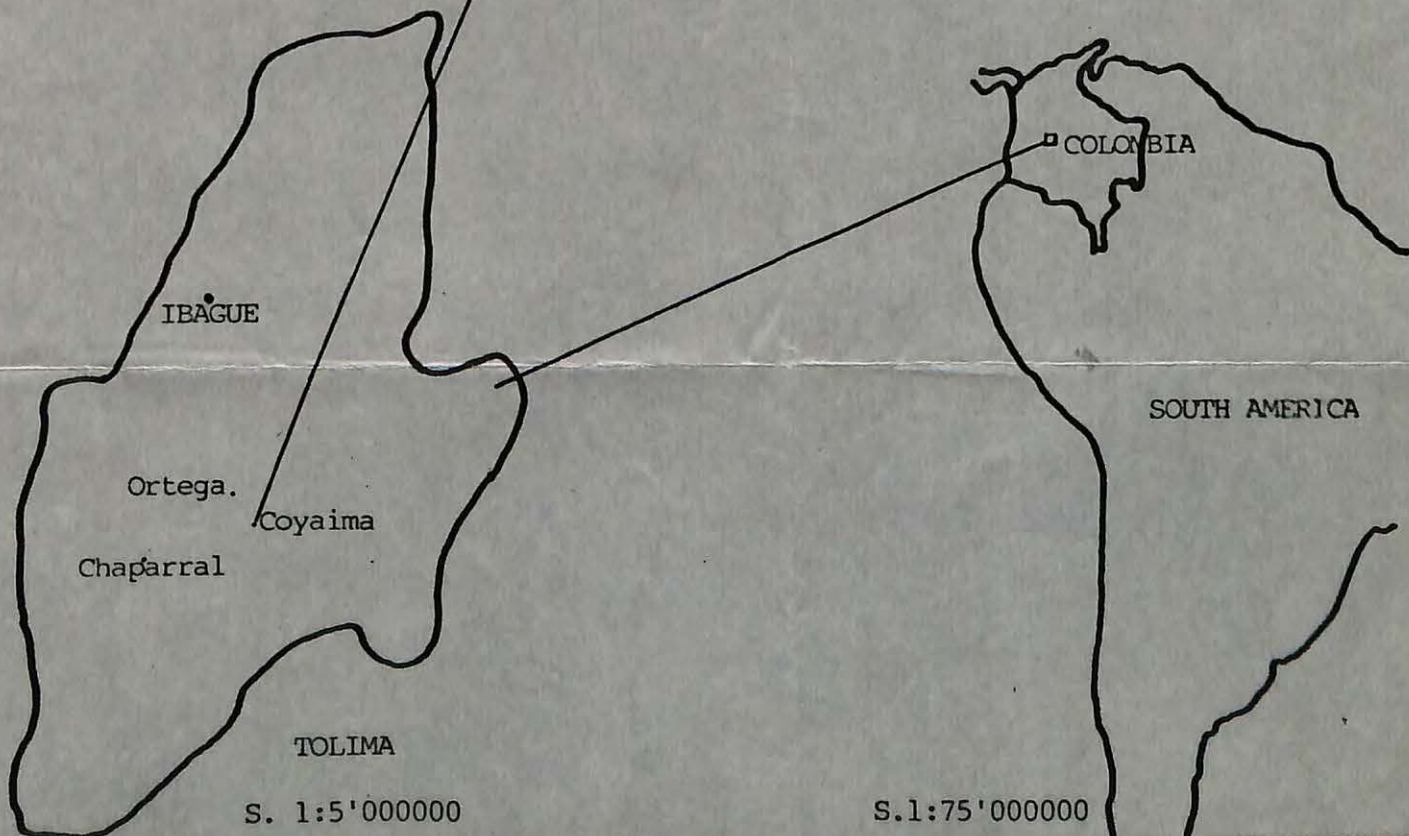 COLOMBIA
IBAGUE
SOUTH AMERICA
Ortega.
Coyaima
Chaparral
TOLIMA
S. 1:5'000000
S.1:75'000000